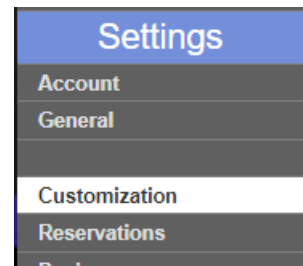 Settings
Account
General
Customization
Reservations